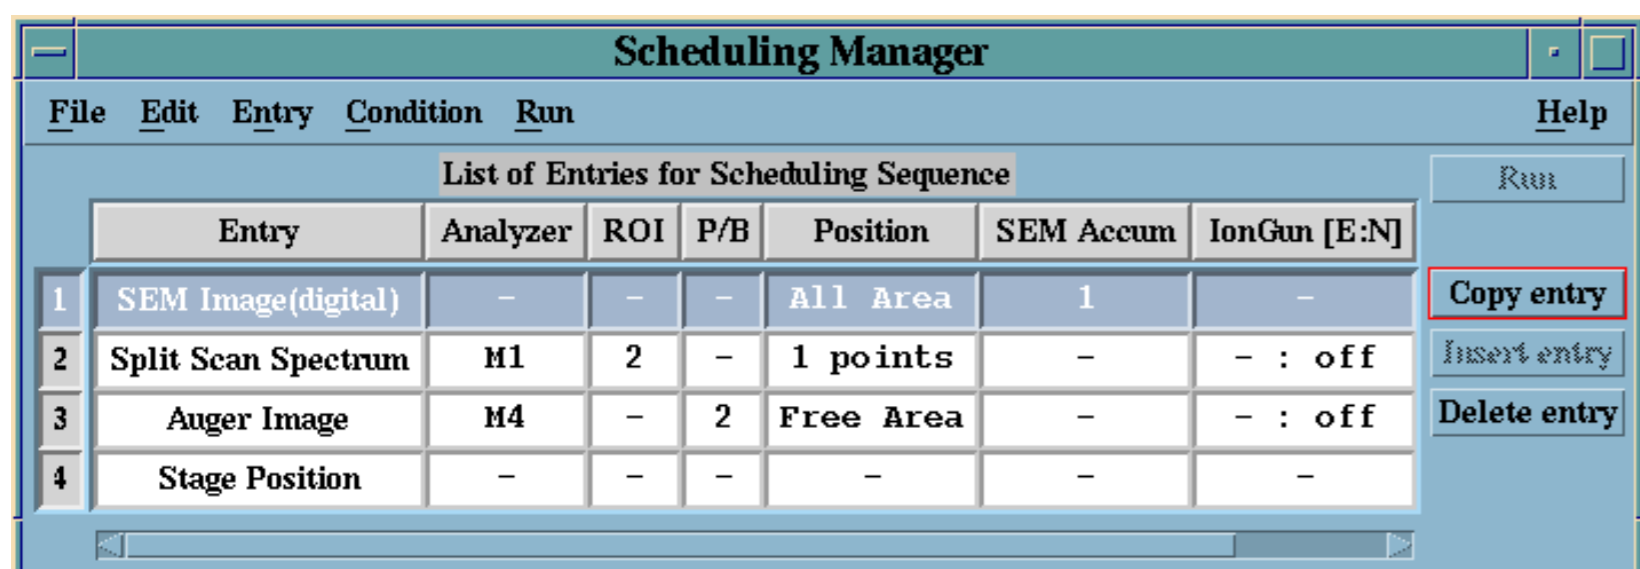 Scheduling Manager
File Edit Entry Condition Run Help
List of Entries for Scheduling Sequence
Run
Entry Analyzer ROI P/B Position SEM Accum IonGun [E:N]
1 SEM Image(digital) - - - All Area 1 - Copy entry
2 Split Scan Spectrum M1 2 - 1 points - - : off Insert entry
3 Auger Image M4 - 2 Free Area - - : off Delete entry
4 Stage Position - - - - - -